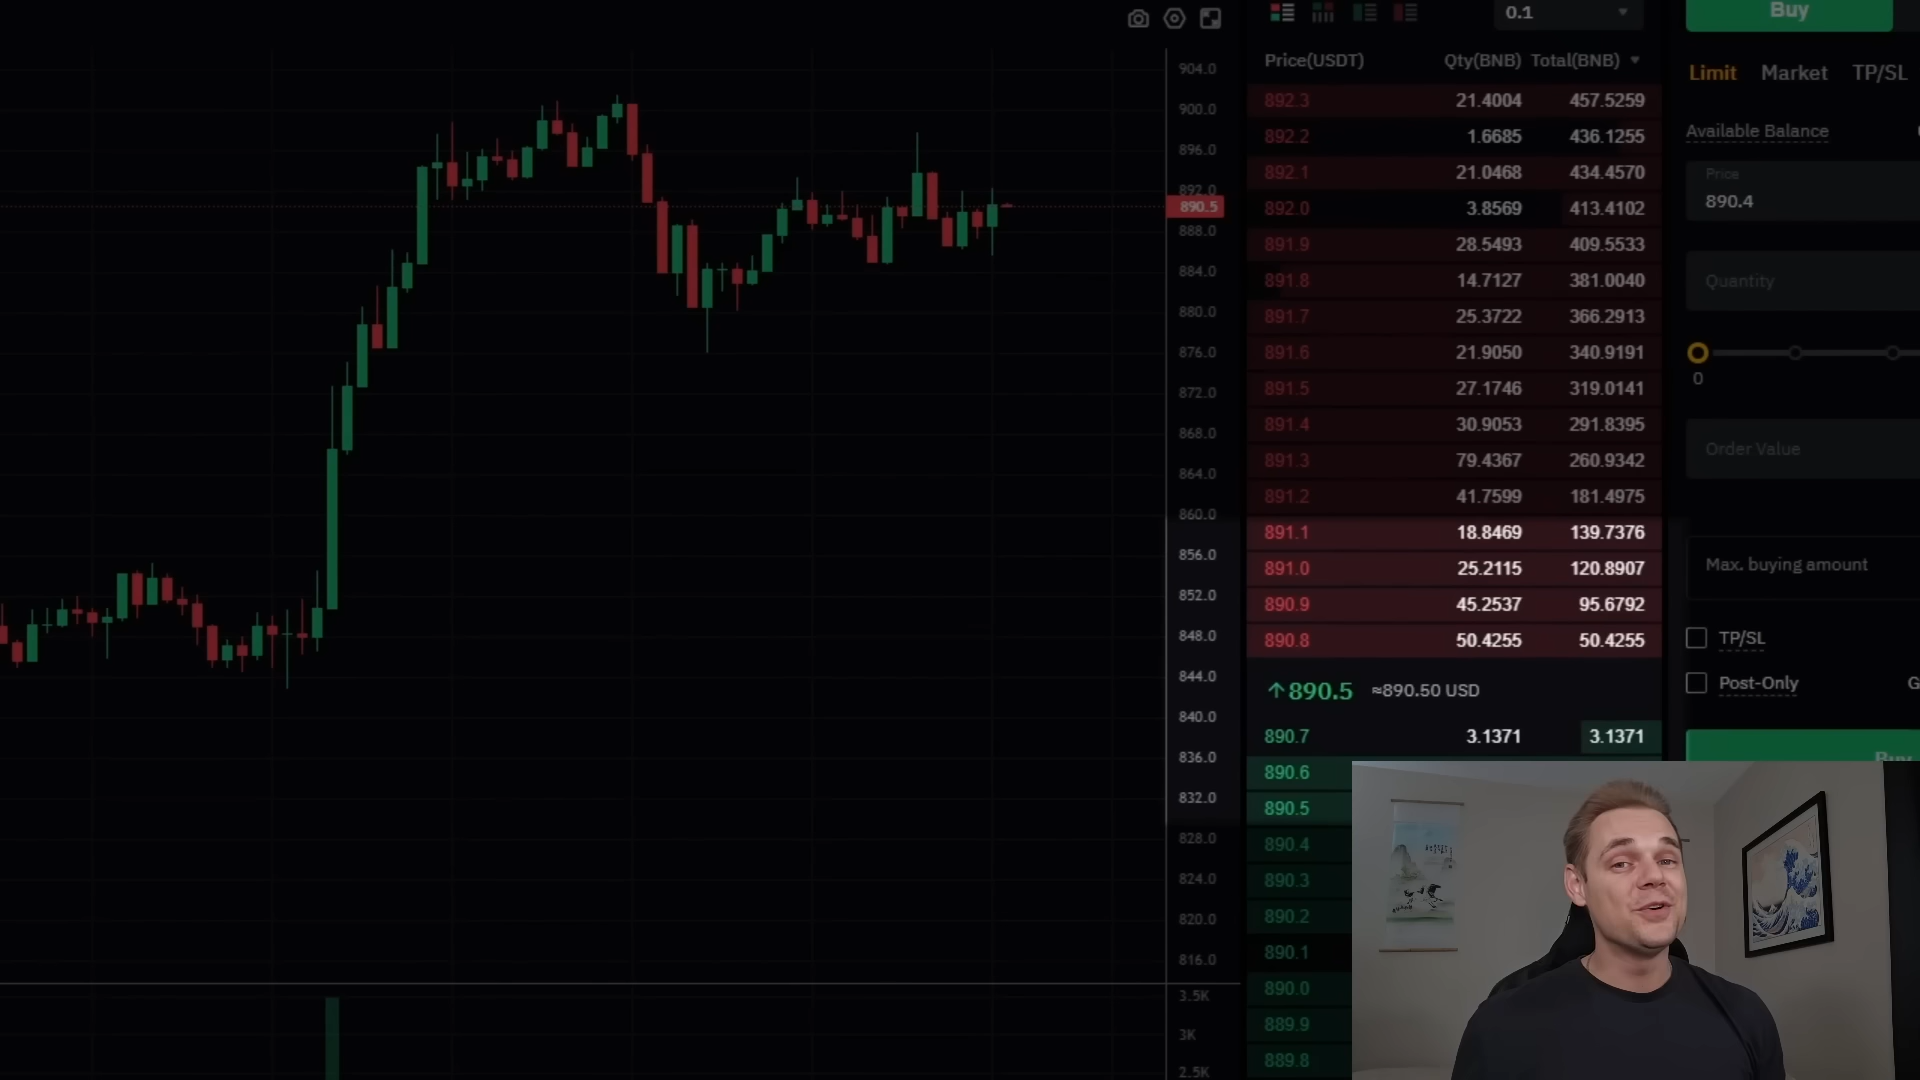 904.0
900.0
896.0
892.0
890.5
888.0
884.0
880.0
876.0
872.0
868.0
864.0
860.0
856.0
852.0
848.0
844.0
840.0
836.0
832.0
828.0
824.0
820.0
816.0
3.5K
3K
2.5K
0.1
Price(USDT) Qty(BNB) Total(BNB)
892.3 21.4004 457.5259
892.2 1.6685 436.1255
892.1 21.0468 434.4570
892.0 3.8569 413.4102
891.9 28.5493 409.5533
891.8 14.7127 381.0040
891.7 25.3722 366.2913
891.6 21.9050 340.9191
891.5 27.1746 319.0141
891.4 30.9053 291.8395
891.3 79.4367 260.9342
891.2 41.7599 181.4975
891.1 18.8469 139.7376
891.0 25.2115 120.8907
890.9 45.2537 95.6792
890.8 50.4255 50.4255
↑890.5 ≈890.50 USD
890.7 3.1371 3.1371
890.6
890.5
890.4
890.3
890.2
890.1
890.0
889.9
889.8
Buy
Limit Market TP/SL
Available Balance
Price
890.4
Quantity
0
Order Value
Max. buying amount
TP/SL
Post-Only
Buy